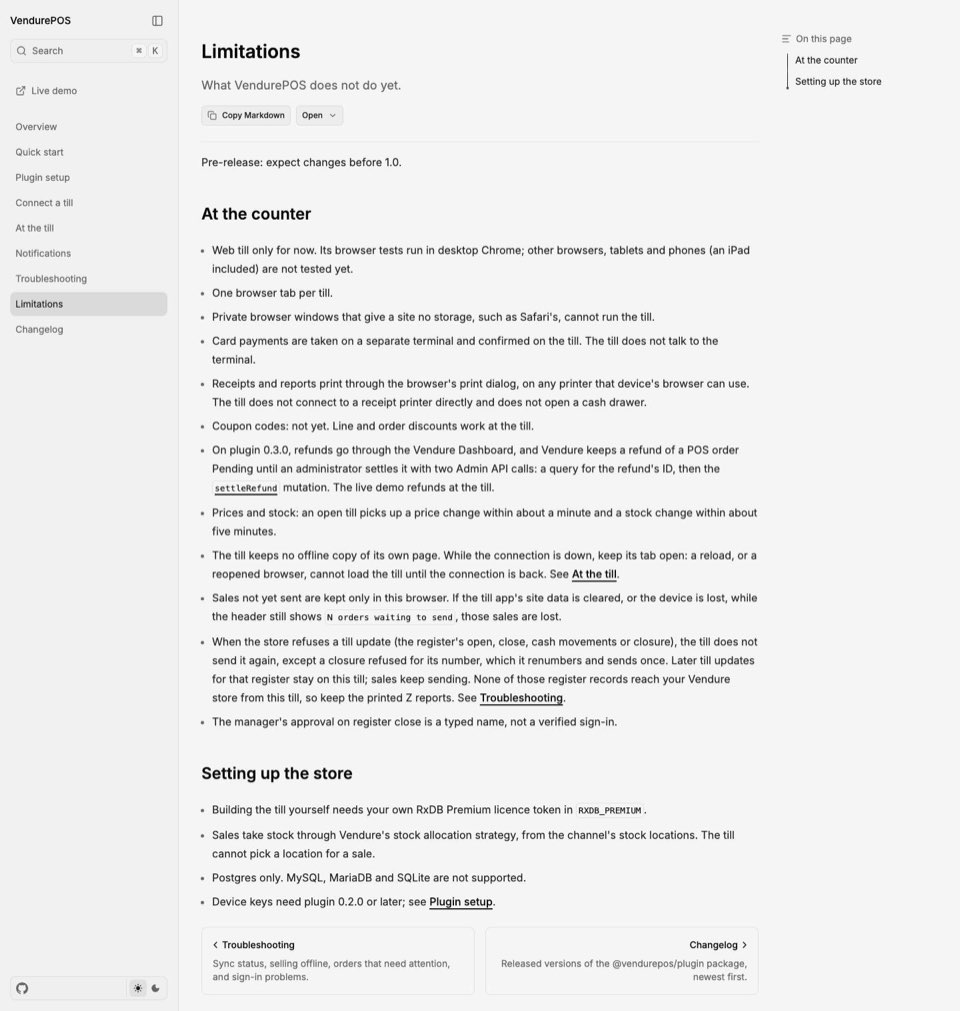 VendurePOS
Search
⌘ K
Live demo
Overview
Quick start
Plugin setup
Connect a till
At the till
Notifications
Troubleshooting
Limitations
Changelog
Limitations
What VendurePOS does not do yet.
Copy Markdown
Open
Pre-release: expect changes before 1.0.
At the counter
• Web till only for now. Its browser tests run in desktop Chrome; other browsers, tablets and phones (an iPad
included) are not tested yet.
• One browser tab per till.
• Private browser windows that give a site no storage, such as Safari's, cannot run the till.
• Card payments are taken on a separate terminal and confirmed on the till. The till does not talk to the
terminal.
• Receipts and reports print through the browser's print dialog, on any printer that device's browser can use.
The till does not connect to a receipt printer directly and does not open a cash drawer.
• Coupon codes: not yet. Line and order discounts work at the till.
• On plugin 0.3.0, refunds go through the Vendure Dashboard, and Vendure keeps a refund of a POS order
Pending until an administrator settles it with two Admin API calls: a query for the refund's ID, then the
settleRefund mutation. The live demo refunds at the till.
• Prices and stock: an open till picks up a price change within about a minute and a stock change within about
five minutes.
• The till keeps no offline copy of its own page. While the connection is down, keep its tab open: a reload, or a
reopened browser, cannot load the till until the connection is back. See At the till.
• Sales not yet sent are kept only in this browser. If the till app's site data is cleared, or the device is lost, while
the header still shows N orders waiting to send, those sales are lost.
• When the store refuses a till update (the register's open, close, cash movements or closure), the till does not
send it again, except a closure refused for its number, which it renumbers and sends once. Later till updates
for that register stay on this till; sales keep sending. None of those register records reach your Vendure
store from this till, so keep the printed Z reports. See Troubleshooting.
• The manager's approval on register close is a typed name, not a verified sign-in.
Setting up the store
• Building the till yourself needs your own RxDB Premium licence token in RXDB_PREMIUM.
• Sales take stock through Vendure's stock allocation strategy, from the channel's stock locations. The till
cannot pick a location for a sale.
• Postgres only. MySQL, MariaDB and SQLite are not supported.
• Device keys need plugin 0.2.0 or later; see Plugin setup.
Troubleshooting
Sync status, selling offline, orders that need attention,
and sign-in problems.
Changelog
Released versions of the @vendurepos/plugin package,
newest first.
On this page
At the counter
Setting up the store